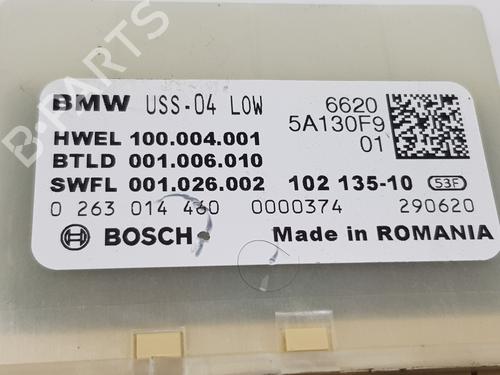 BMW USS-04 LOW 6620
5A130F9
HWEL 100.004.001 01
BTLD 001.006.010
SWFL 001.026.002 102 135-10 S3F
0 263 014 460 0000374 290620
BOSCH Made in ROMANIA
B-PARTS